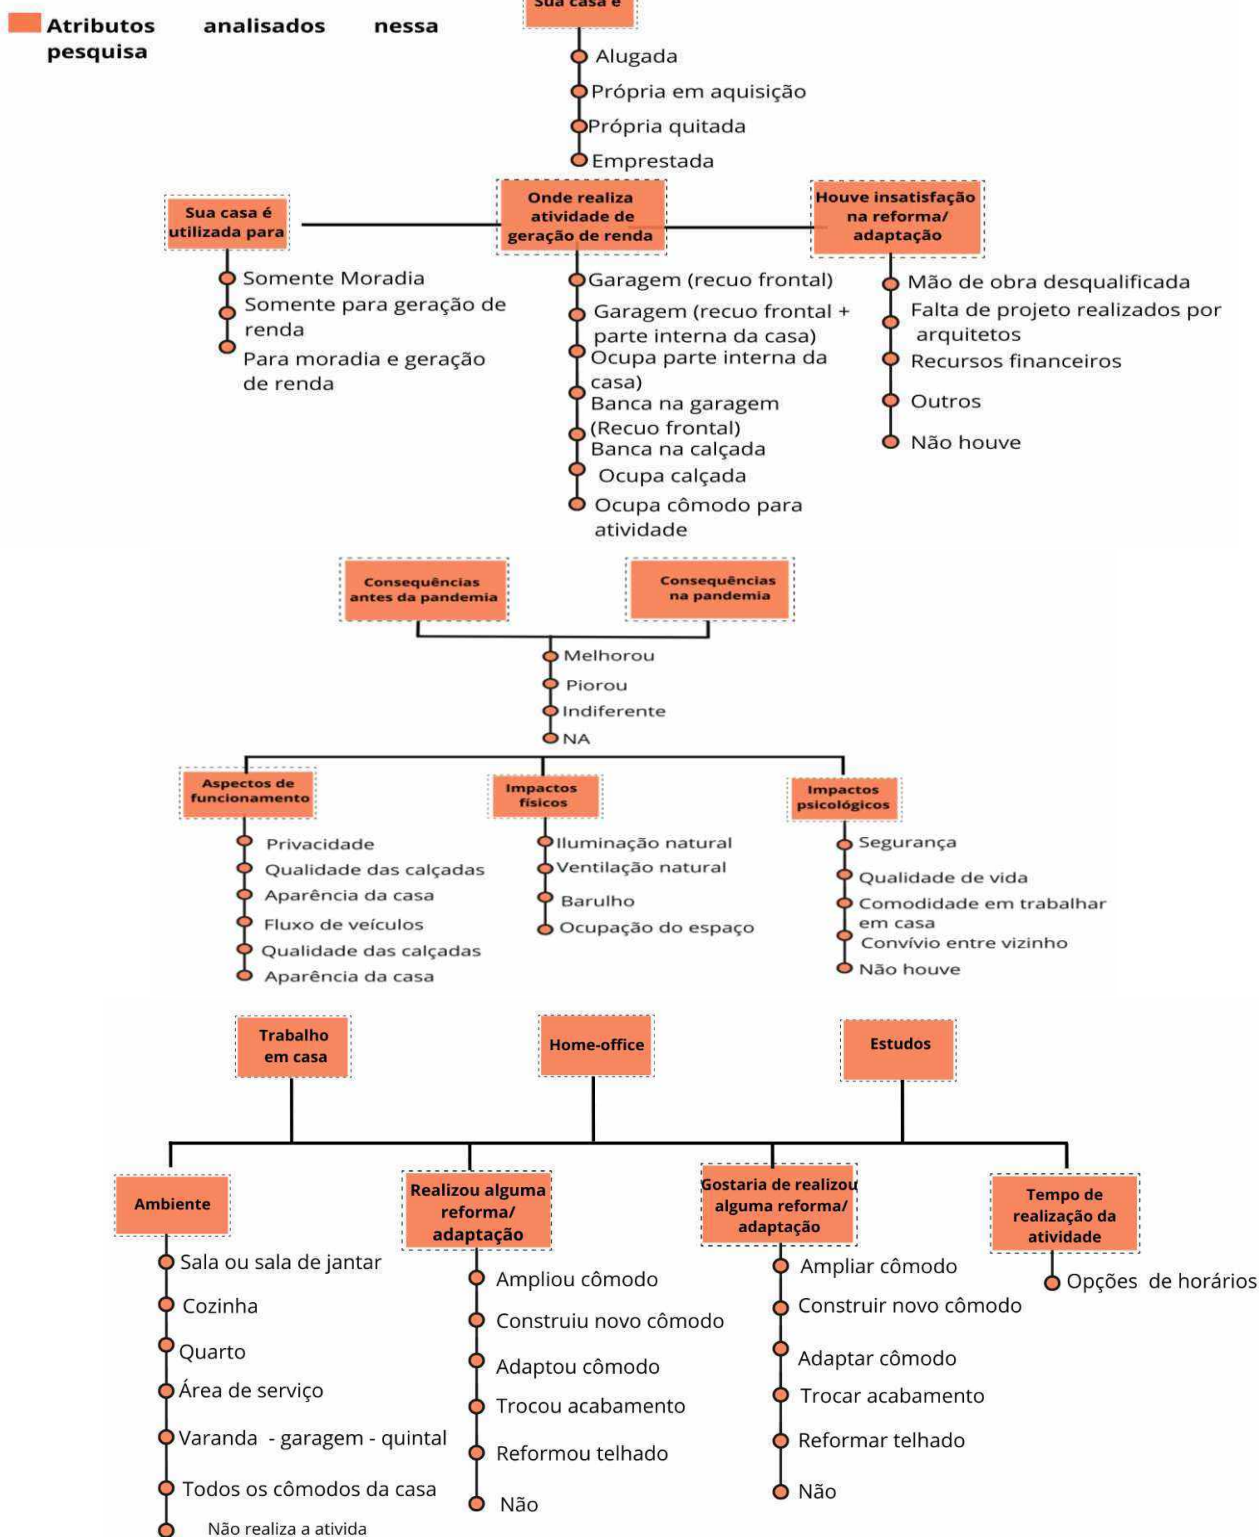 Atributos analisados nessa
pesquisa
Sua casa é
Alugada
Própria em aquisição
Própria quitada
Emprestada
Sua casa é
utilizada para
Somente Moradia
Somente para geração de
renda
Para moradia e geração
de renda
Onde realiza
atividade de
geração de renda
Garagem (recuo frontal)
Garagem (recuo frontal +
parte interna da casa)
Ocupa parte interna da
casa)
Banca na garagem
(Recuo frontal)
Banca na calçada
Ocupa calçada
Ocupa cômodo para
atividade
Houve insatisfação
na reforma/
adaptação
Mão de obra desqualificada
Falta de projeto realizados por
arquitetos
Recursos financeiros
Outros
Não houve
Consequências
antes da pandemia
Consequências
na pandemia
Melhorou
Piorou
Indiferente
NA
Aspectos de
funcionamento
Privacidade
Qualidade das calçadas
Aparência da casa
Fluxo de veículos
Qualidade das calçadas
Aparência da casa
Impactos
físicos
Iluminação natural
Ventilação natural
Barulho
Ocupação do espaço
Impactos
psicológicos
Segurança
Qualidade de vida
Comodidade em trabalhar
em casa
Convívio entre vizinho
Não houve
Trabalho
em casa
Home-office
Estudos
Ambiente
Sala ou sala de jantar
Cozinha
Quarto
Área de serviço
Varanda - garagem - quintal
Todos os cômodos da casa
Não realiza a ativida
Realizou alguma
reforma/
adaptação
Ampliou cômodo
Construiu novo cômodo
Adaptou cômodo
Trocou acabamento
Reformou telhado
Não
Gostaria de realizou
alguma reforma/
adaptação
Ampliar cômodo
Construir novo cômodo
Adaptar cômodo
Trocar acabamento
Reformar telhado
Não
Tempo de
realização da
atividade
Opções de horários